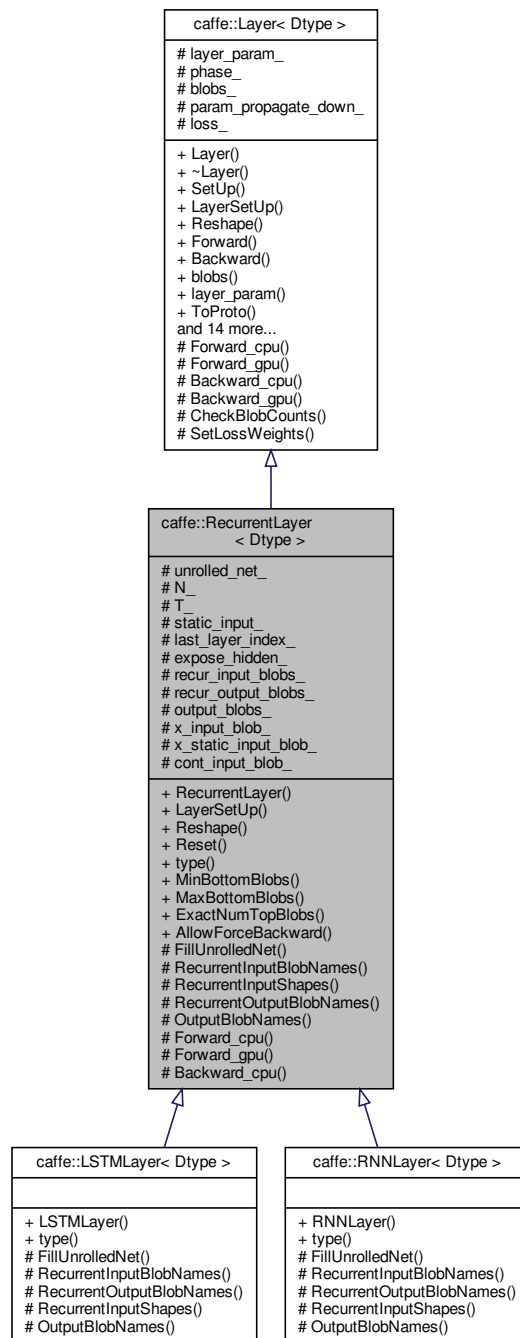 caffe::Layer< Dtype >
# layer_param_
# phase_
# blobs_
# param_propagate_down_
# loss_
+ Layer()
+ ~Layer()
+ SetUp()
+ LayerSetUp()
+ Reshape()
+ Forward()
+ Backward()
+ blobs()
+ layer_param()
+ ToProto()
and 14 more...
# Forward_cpu()
# Forward_gpu()
# Backward_cpu()
# Backward_gpu()
# CheckBlobCounts()
# SetLossWeights()
caffe::RecurrentLayer
< Dtype >
# unrolled_net_
# N_
# T_
# static_input_
# last_layer_index_
# expose_hidden_
# recur_input_blobs_
# recur_output_blobs_
# output_blobs_
# x_input_blob_
# x_static_input_blob_
# cont_input_blob_
+ RecurrentLayer()
+ LayerSetUp()
+ Reshape()
+ Reset()
+ type()
+ MinBottomBlobs()
+ MaxBottomBlobs()
+ ExactNumTopBlobs()
+ AllowForceBackward()
# FillUnrolledNet()
# RecurrentInputBlobNames()
# RecurrentInputShapes()
# RecurrentOutputBlobNames()
# OutputBlobNames()
# Forward_cpu()
# Forward_gpu()
# Backward_cpu()
caffe::LSTMLayer< Dtype >
+ LSTMLayer()
+ type()
# FillUnrolledNet()
# RecurrentInputBlobNames()
# RecurrentOutputBlobNames()
# RecurrentInputShapes()
# OutputBlobNames()
caffe::RNNLayer< Dtype >
+ RNNLayer()
+ type()
# FillUnrolledNet()
# RecurrentInputBlobNames()
# RecurrentOutputBlobNames()
# RecurrentInputShapes()
# OutputBlobNames()